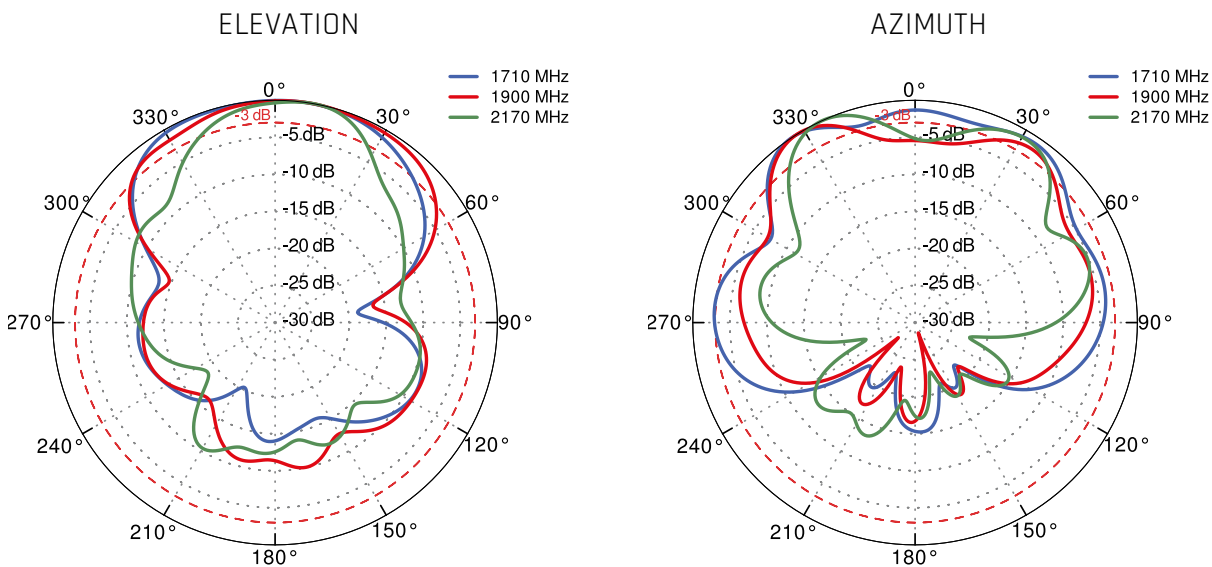 ELEVATION
1710 MHz
1900 MHz
2170 MHz
0°
-3 dB
330°
30°
-5 dB
-10 dB
300°
60°
-15 dB
-20 dB
-25 dB
270°
-30 dB
90°
240°
120°
210°
150°
180°
AZIMUTH
1710 MHz
1900 MHz
2170 MHz
0°
-3 dB
330°
30°
-5 dB
-10 dB
300°
60°
-15 dB
-20 dB
-25 dB
270°
-30 dB
90°
240°
120°
210°
150°
180°